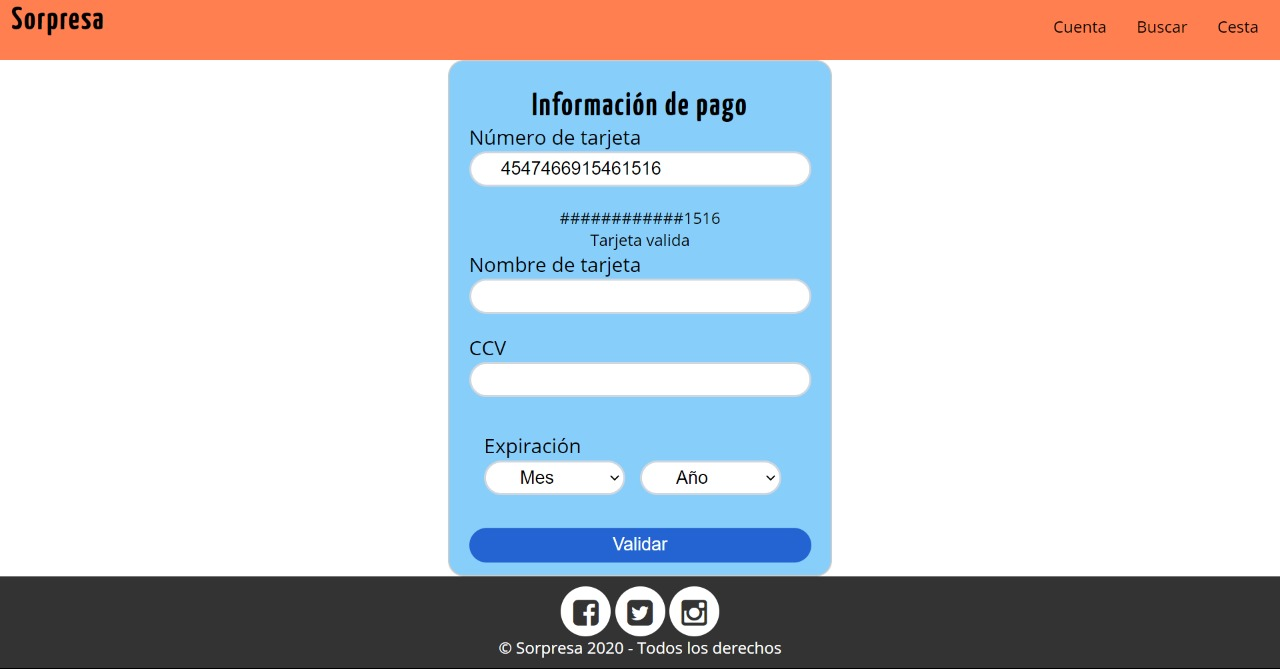 Sorpresa
Cuenta Buscar Cesta
Información de pago
Número de tarjeta
4547466915461516
############1516
Tarjeta valida
Nombre de tarjeta
CCV
Expiración
Mes Año
Validar
© Sorpresa 2020 - Todos los derechos